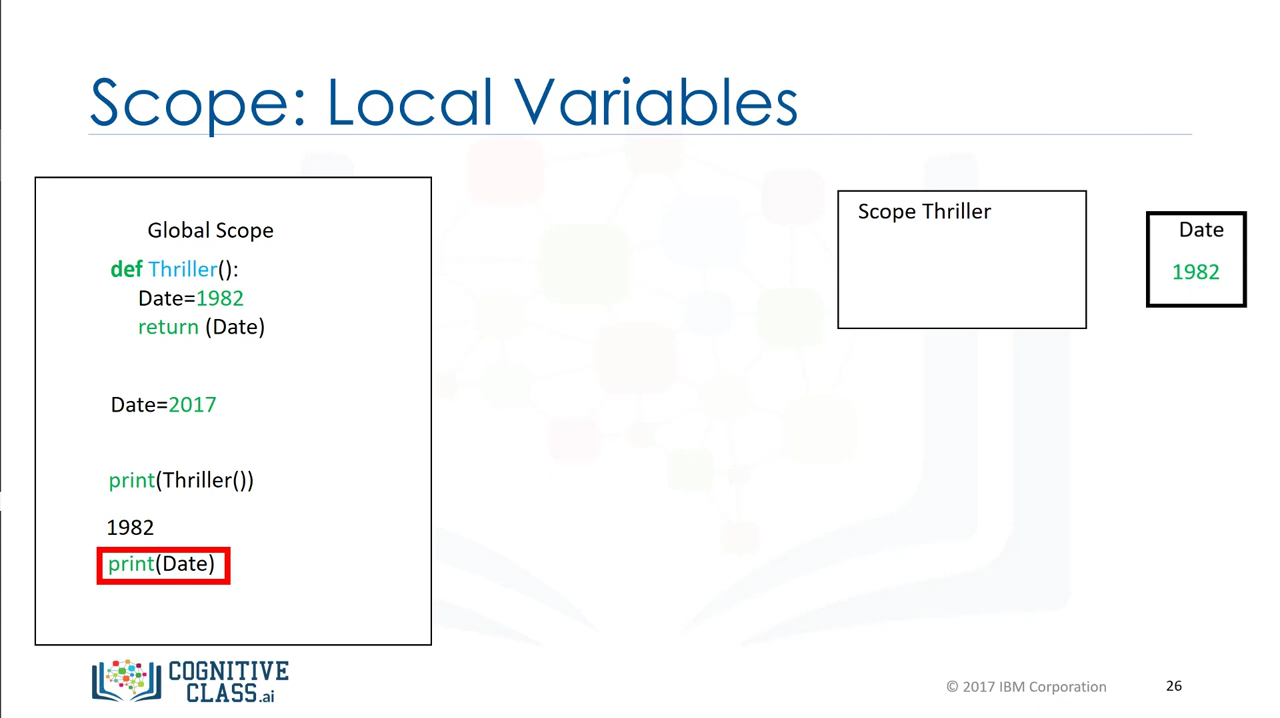 Scope: Local Variables
Global Scope
def Thriller():
Date=1982
return (Date)
Date=2017
print(Thriller())
1982
print(Date)
Scope Thriller
Date
1982
COGNITIVE
CLASS.ai
© 2017 IBM Corporation
26